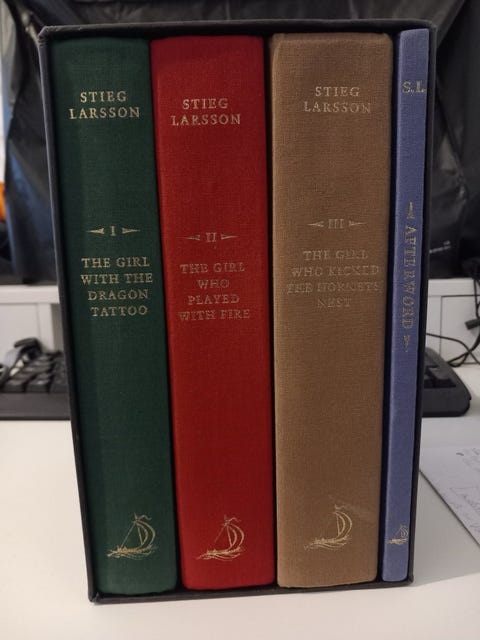 STIEG
LARSSON
I
THE GIRL
WITH THE
DRAGON
TATTOO
STIEG
LARSSON
II
THE GIRL
WHO
PLAYED
WITH FIRE
STIEG
LARSSON
III
THE GIRL
WHO KICKED
THE HORNETS'
NEST
S.L.
AFTERWORD